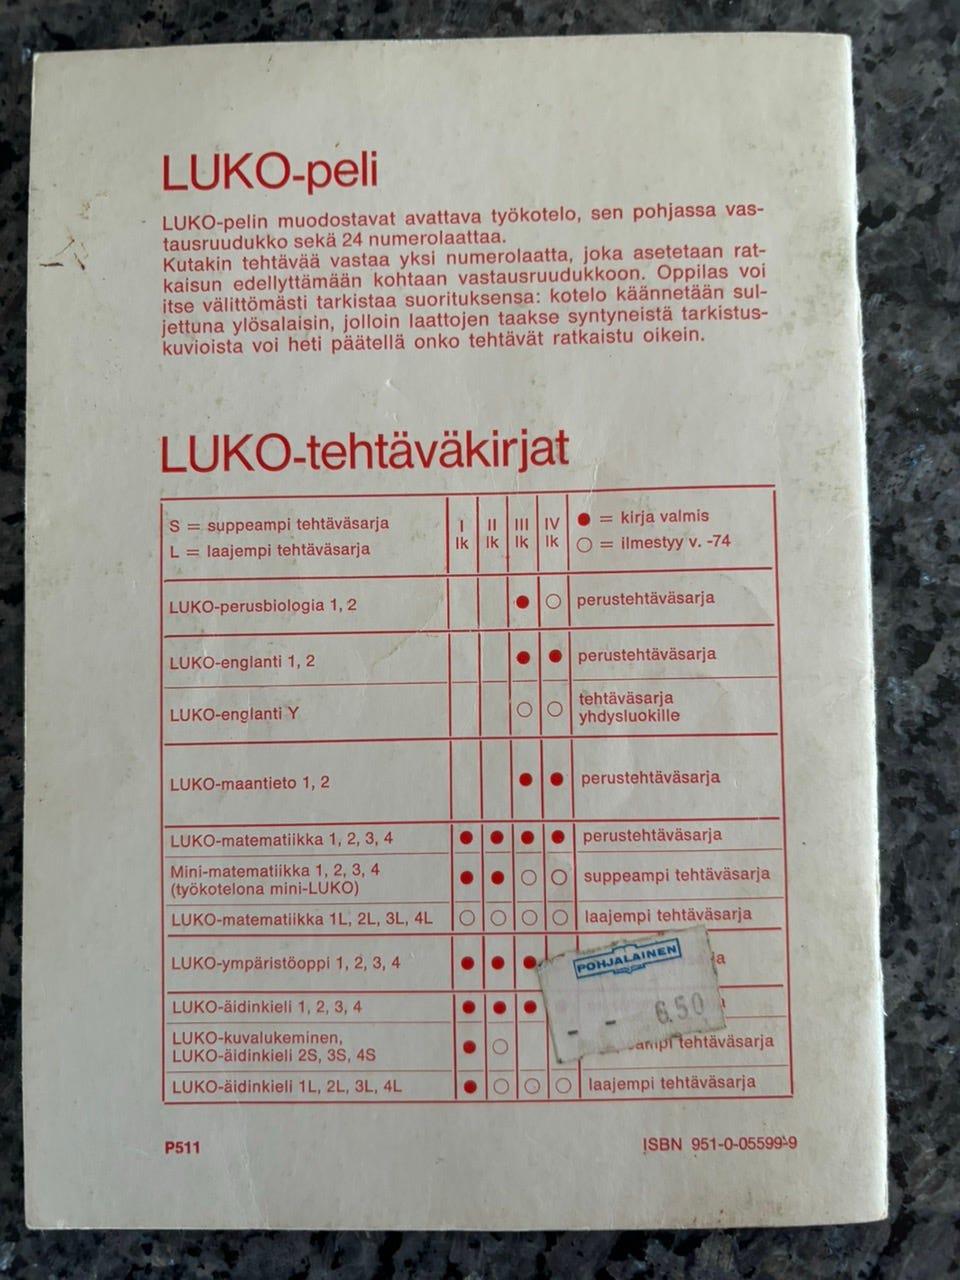 LUKO-peli
LUKO-pelin muodostavat avattava työkotelo, sen pohjassa vas-
tausruudukko sekä 24 numerolaattaa.
Kutakin tehtävää vastaa yksi numerolaatta, joka asetetaan rat-
kaisun edellyttämään kohtaan vastausruudukkoon. Oppilas voi
itse välittömästi tarkistaa suorituksensa: kotelo käännetään sul-
jettuna ylösalaisin, jolloin laattojen taakse syntyneistä tarkistus-
kuvioista voi heti päätellä onko tehtävät ratkaistu oikein.
LUKO-tehtäväkirjat
S = suppeampi tehtäväsarja
L = laajempi tehtäväsarja
I II III IV
lk lk lk lk
● = kirja valmis
○ = ilmestyy v. -74
LUKO-perusbiologia 1, 2 ● ○ perustehtäväsarja
LUKO-englanti 1, 2 ● ● perustehtäväsarja
LUKO-englanti Y ○ ○ tehtäväsarja
yhdysluokille
LUKO-maantieto 1, 2 ● ● perustehtäväsarja
LUKO-matematiikka 1, 2, 3, 4 ● ● ● ● perustehtäväsarja
Mini-matematiikka 1, 2, 3, 4
(työkotelona mini-LUKO) ● ● ○ ○ suppeampi tehtäväsarja
LUKO-matematiikka 1L, 2L, 3L, 4L ○ ○ ○ ○ laajempi tehtäväsarja
LUKO-ympäristöoppi 1, 2, 3, 4 ● ● ●
POHJALAINEN
6.50
LUKO-äidinkieli 1, 2, 3, 4 ● ● ●
LUKO-kuvalukeminen,
LUKO-äidinkieli 2S, 3S, 4S ● ○ tehtäväsarja
LUKO-äidinkieli 1L, 2L, 3L, 4L ● ○ ○ ○ laajempi tehtäväsarja
P511
ISBN 951-0-05599-9